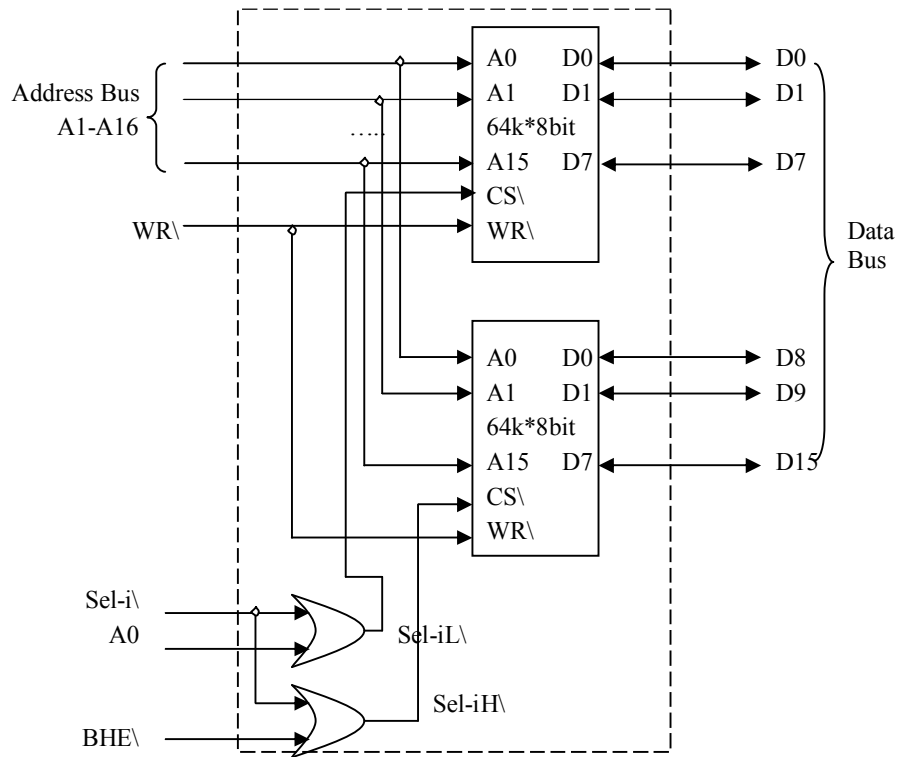 Address Bus
A1-A16
WR\
A0 D0
A1 D1
64k*8bit
A15 D7
CS\
WR\
.....
D0
D1
D7
Data
Bus
A0 D0
A1 D1
64k*8bit
A15 D7
CS\
WR\
D8
D9
D15
Sel-i\
A0
Sel-iL\
Sel-iH\
BHE\